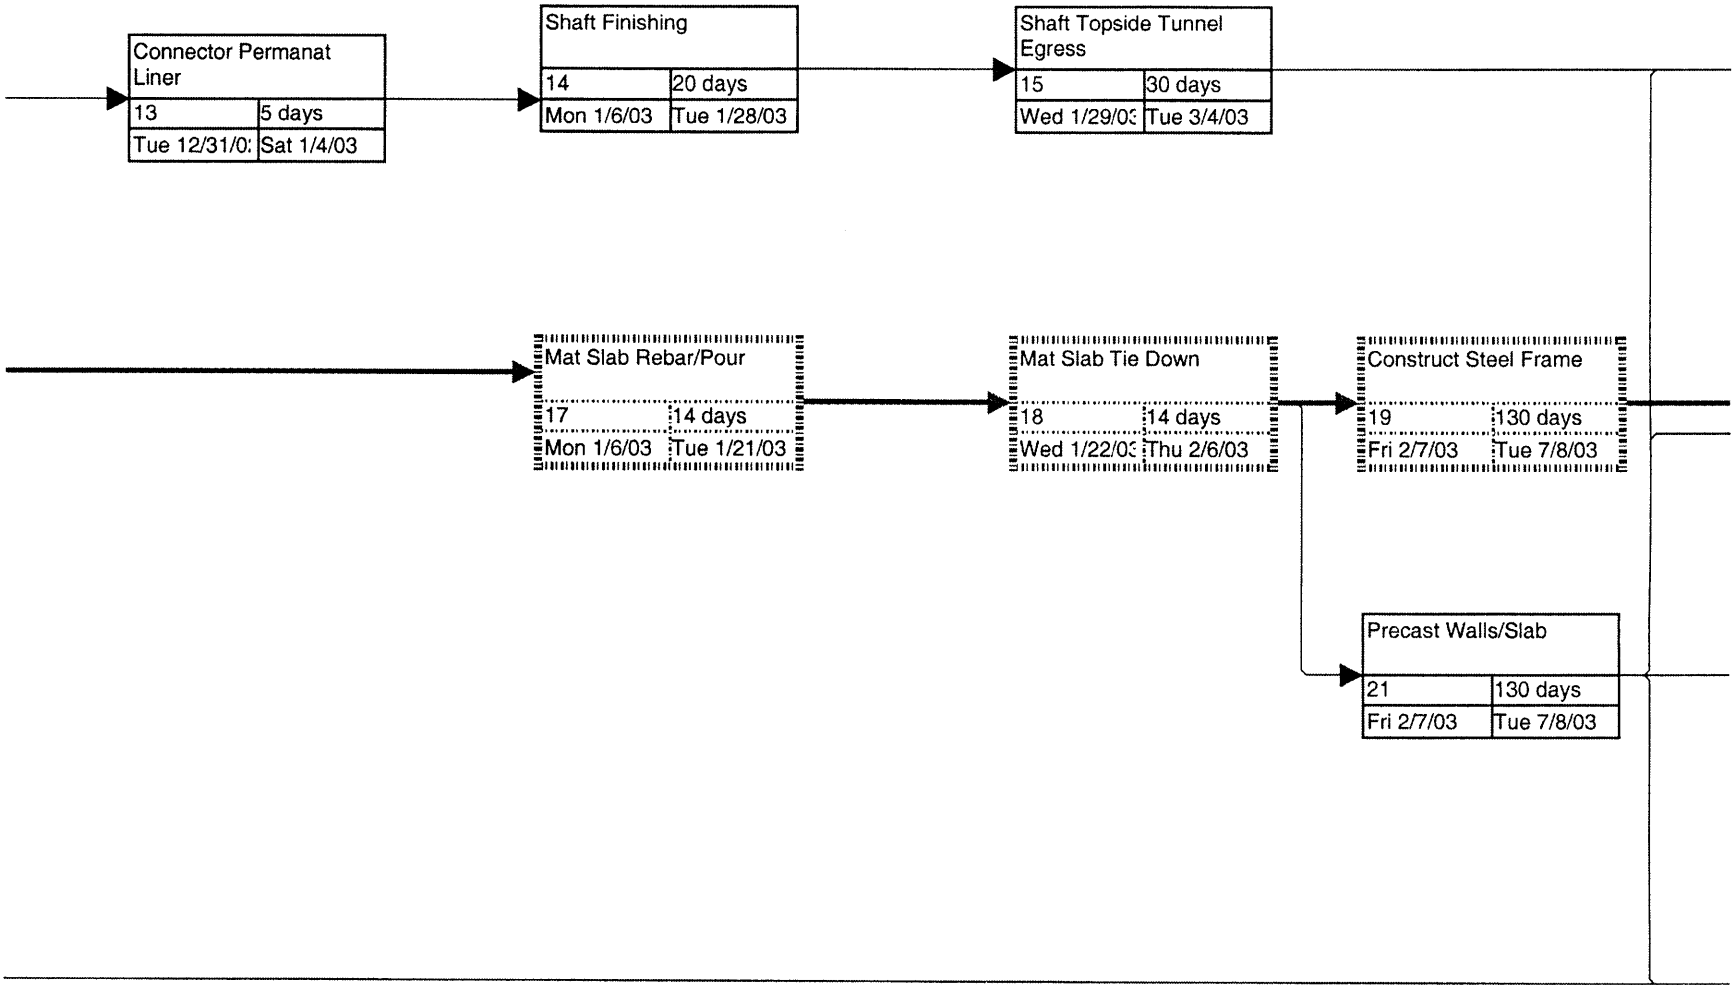 Connector Permanat
Liner
13 5 days
Tue 12/31/0: Sat 1/4/03
Shaft Finishing
14 20 days
Mon 1/6/03 Tue 1/28/03
Shaft Topside Tunnel
Egress
15 30 days
Wed 1/29/03 Tue 3/4/03
Mat Slab Rebar/Pour
17 14 days
Mon 1/6/03 Tue 1/21/03
Mat Slab Tie Down
18 14 days
Wed 1/22/03 Thu 2/6/03
Construct Steel Frame
19 130 days
Fri 2/7/03 Tue 7/8/03
Precast Walls/Slab
21 130 days
Fri 2/7/03 Tue 7/8/03